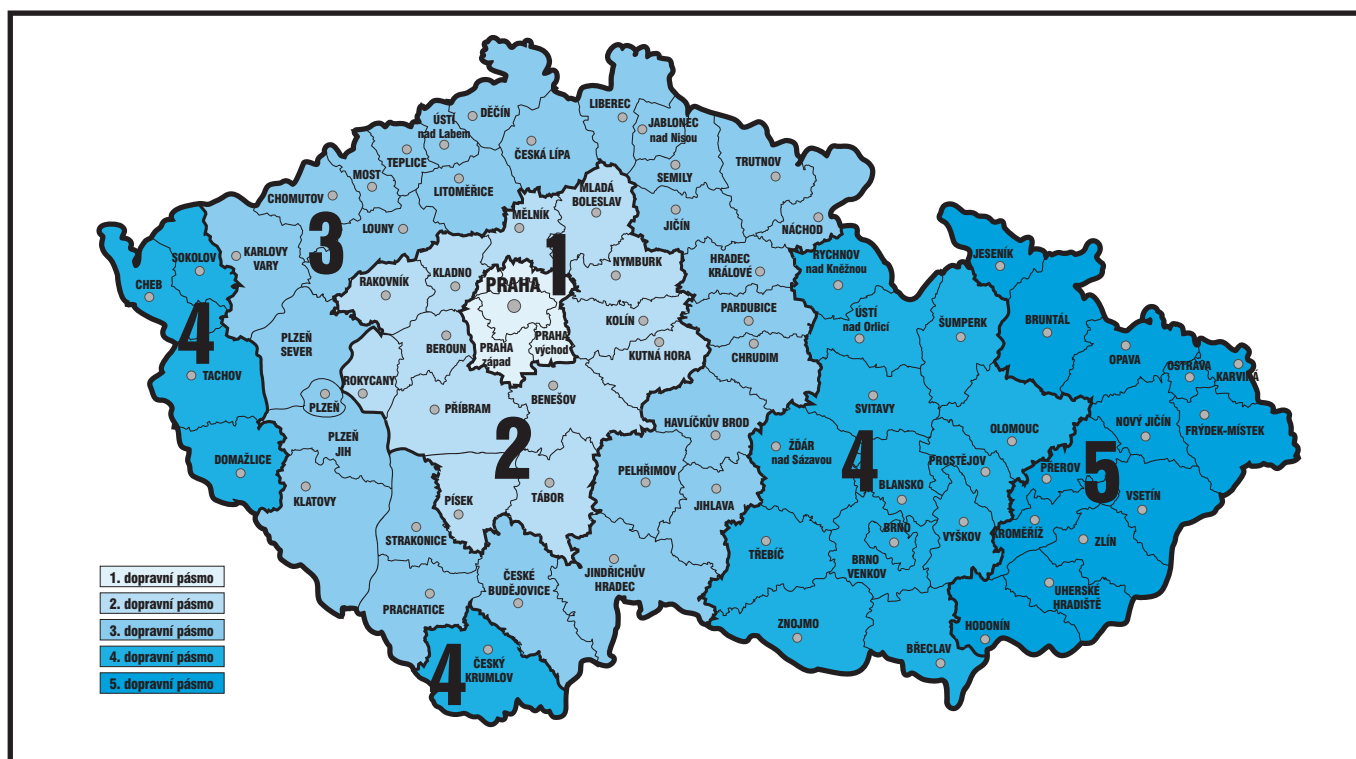 DĚČÍN
LIBEREC
ÚSTÍ
nad Labem
JABLONEC
nad Nisou
TEPLICE
ČESKÁ LÍPA
TRUTNOV
MOST
SEMILY
CHOMUTOV
LITOMĚŘICE
MLADÁ
BOLESLAV
MĚLNÍK
JIČÍN
LOUNY
NÁCHOD
3
1
KARLOVY
VARY
SOKOLOV
CHEB
KLADNO
RAKOVNÍK
NYMBURK
HRADEC
KRÁLOVÉ
RYCHNOV
nad Kněžnou
JESENÍK
PRAHA
4
PLZEŇ
SEVER
BEROUN
PRAHA
západ
PRAHA
východ
KOLÍN
KUTNÁ HORA
PARDUBICE
CHRUDIM
ÚSTÍ
nad Orlicí
ŠUMPERK
BRUNTÁL
OPAVA
OSTRAVA
KARVINÁ
TACHOV
ROKYCANY
PLZEŇ
PŘÍBRAM
BENEŠOV
SVITAVY
HAVLÍČKŮV BROD
OLOMOUC
NOVÝ JIČÍN
FRÝDEK-MÍSTEK
2
DOMAŽLICE
PLZEŇ
JIH
KLATOVY
ŽĎÁR
nad Sázavou
4
PROSTĚJOV
PŘEROV
5
PELHŘIMOV
BLANSKO
PÍSEK
TÁBOR
JIHLAVA
VSETÍN
STRAKONICE
BRNO
VYŠKOV
KROMĚŘÍŽ
ZLÍN
TŘEBÍČ
BRNO
VENKOV
ČESKÉ
BUDĚJOVICE
JINDŘICHŮV
HRADEC
PRACHATICE
UHERSKÉ
HRADIŠTĚ
ZNOJMO
HODONÍN
BŘECLAV
4
ČESKÝ
KRUMLOV
1. dopravní pásmo
2. dopravní pásmo
3. dopravní pásmo
4. dopravní pásmo
5. dopravní pásmo